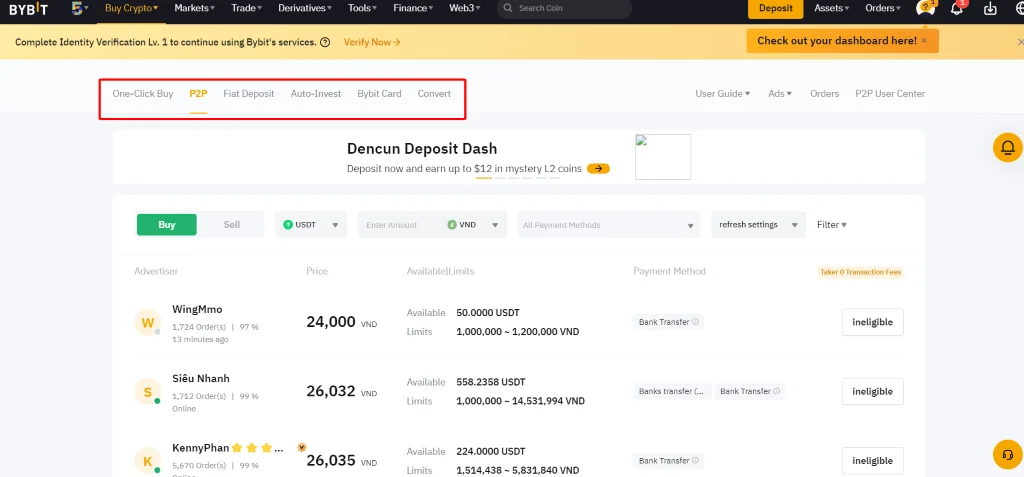 BYBIT Buy Crypto Markets Trade Derivatives Tools Finance Web3 Search Coin Deposit Assets Orders ? 1 1
Complete Identity Verification Lv. 1 to continue using Bybit's services. ? Verify Now → Check out your dashboard here! × ×
One-Click Buy P2P Fiat Deposit Auto-Invest Bybit Card Convert User Guide Ads Orders P2P User Center
Dencun Deposit Dash
Deposit now and earn up to $12 in mystery L2 coins →
Buy Sell USDT Enter Amount VND All Payment Methods refresh settings Filter
Advertiser Price Available|Limits Payment Method Taker 0 Transaction Fees
W WingMmo 24,000 VND Available 50.0000 USDT Bank Transfer ineligible
1,724 Order(s) | 97 % Limits 1,000,000 ~ 1,200,000 VND
13 minutes ago
S Siêu Nhanh 26,032 VND Available 558.2358 USDT Banks transfer (... Bank Transfer ineligible
1,712 Order(s) | 99 % Limits 1,000,000 ~ 14,531,994 VND
Online
K KennyPhan⭐⭐⭐... 26,035 VND Available 224.0000 USDT Bank Transfer ineligible
5,670 Order(s) | 99 % Limits 1,514,438 ~ 5,831,840 VND
Online